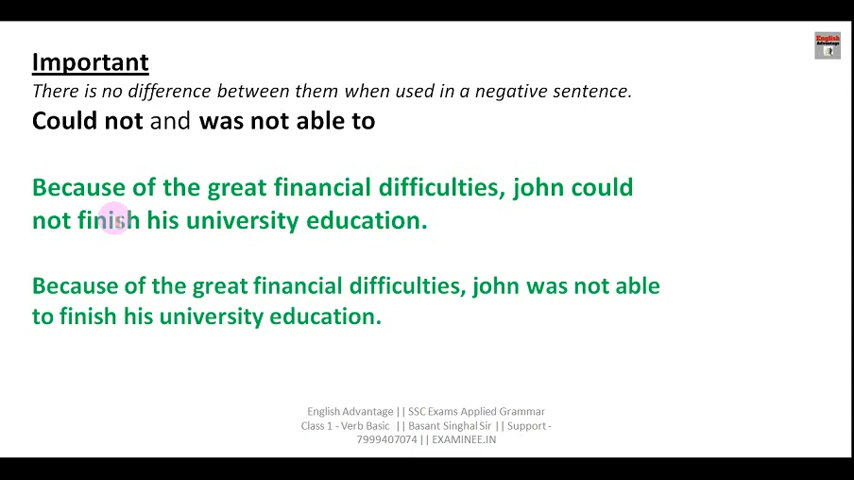 English
Advantage
Important
There is no difference between them when used in a negative sentence.
Could not and was not able to
Because of the great financial difficulties, john could
not finish his university education.
Because of the great financial difficulties, john was not able
to finish his university education.
English Advantage || SSC Exams Applied Grammar
Class 1 - Verb Basic || Basant Singhal Sir || Support -
7999407074 || EXAMINEE.IN